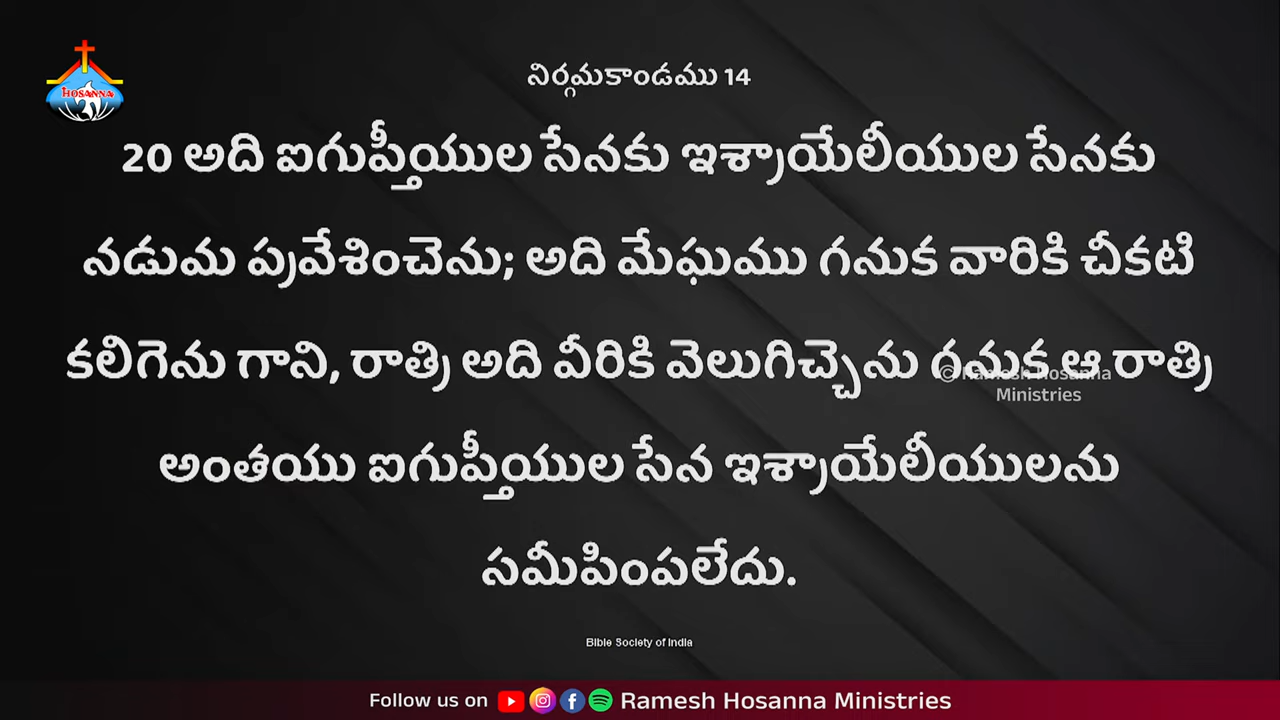 HOSANNA
నిర్గమకాండము 14
20 అది ఐగుప్తీయుల సేనకు ఇశ్రాయేలీయుల సేనకు
నడుమ ప్రవేశించెను; అది మేఘము గనుక వారికి చీకటి
కలిగెను గాని, రాత్రి అది వీరికి వెలుగిచ్చెను గనుక ఆ రాత్రి
© Ramesh Hosanna
Ministries
అంతయు ఐగుప్తీయుల సేన ఇశ్రాయేలీయులను
సమీపింపలేదు.
Bible Society of India
Follow us on Ramesh Hosanna Ministries